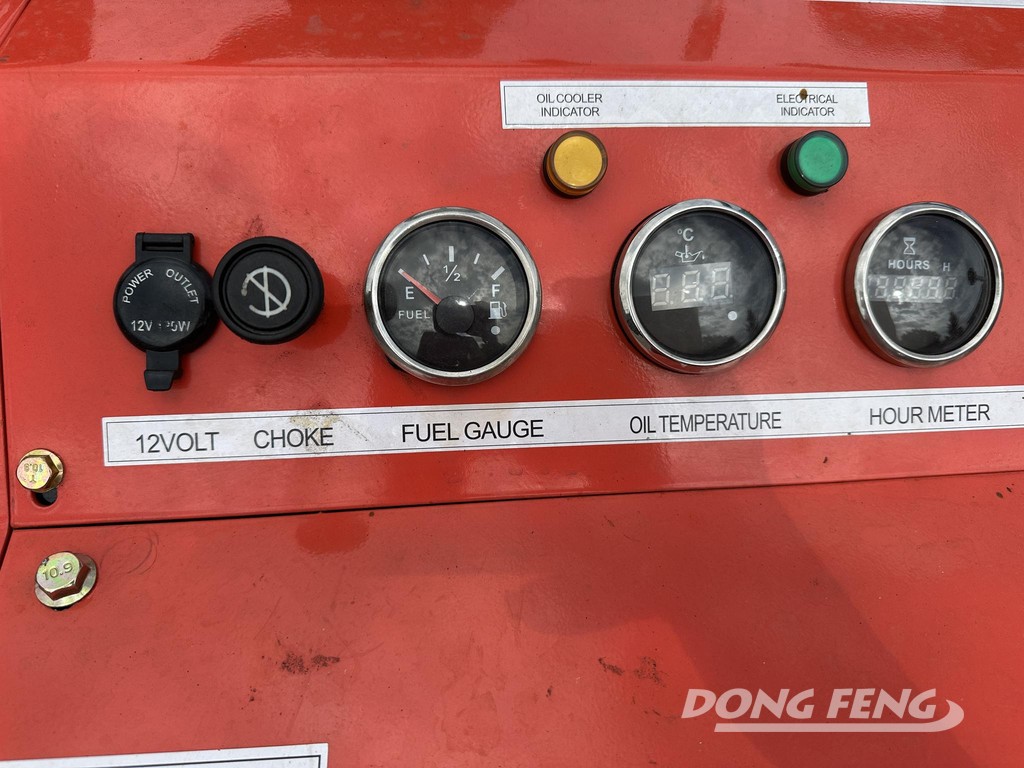 OIL COOLER
INDICATOR
ELECTRICAL
INDICATOR
POWER OUTLET
12V
E
1/2
F
FUEL
°C
HOURS H
12VOLT
CHOKE
FUEL GAUGE
OIL TEMPERATURE
HOUR METER
10.8
10.9
DONG FENG